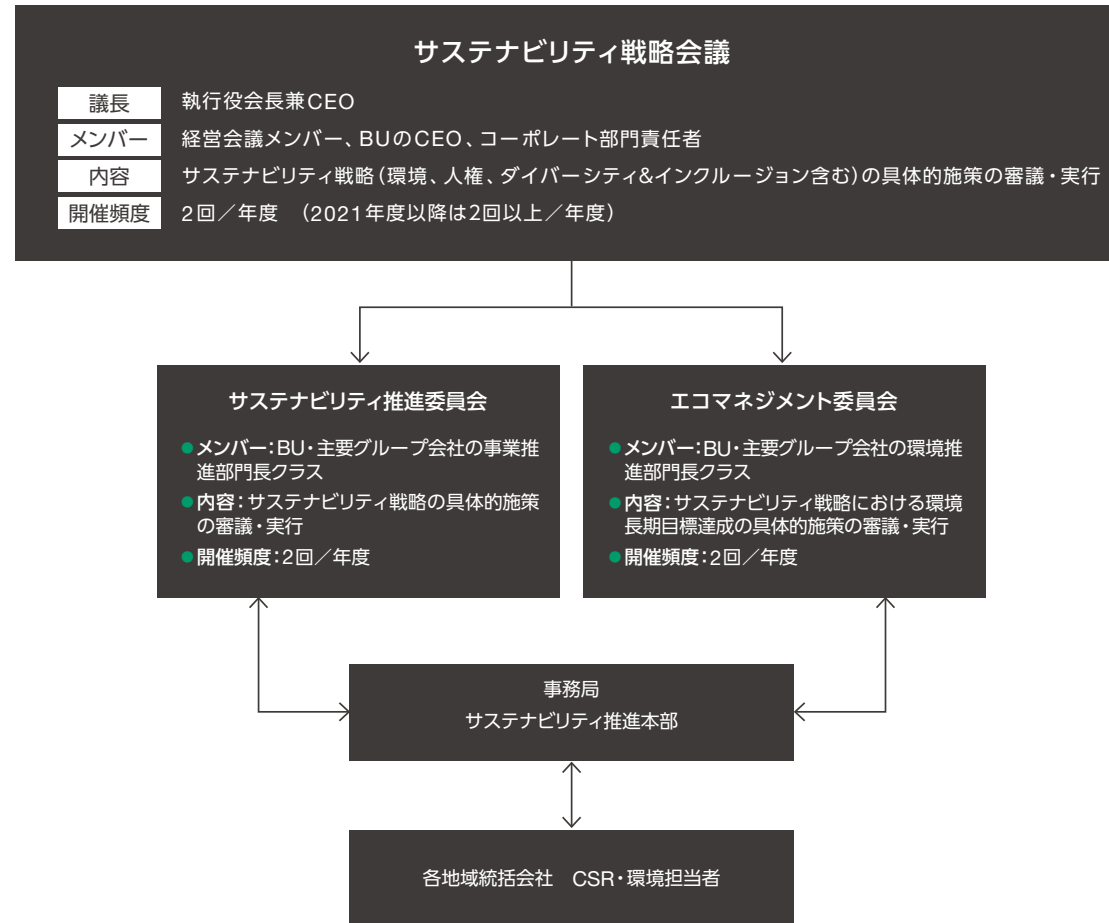 サステナビリティ戦略会議
議長 執行役会長兼CEO
メンバー 経営会議メンバー、BUのCEO、コーポレート部門責任者
内容 サステナビリティ戦略(環境、人権、ダイバーシティ&インクルージョン含む)の具体的施策の審議・実行
開催頻度 2回／年度 （2021年度以降は2回以上／年度）
サステナビリティ推進委員会
●メンバー：BU・主要グループ会社の事業推
進部門長クラス
●内容：サステナビリティ戦略の具体的施策
の審議・実行
●開催頻度：2回／年度
エコマネジメント委員会
●メンバー：BU・主要グループ会社の環境推
進部門長クラス
●内容：サステナビリティ戦略における環境
長期目標達成の具体的施策の審議・実行
●開催頻度：2回／年度
事務局
サステナビリティ推進本部
各地域統括会社 CSR・環境担当者